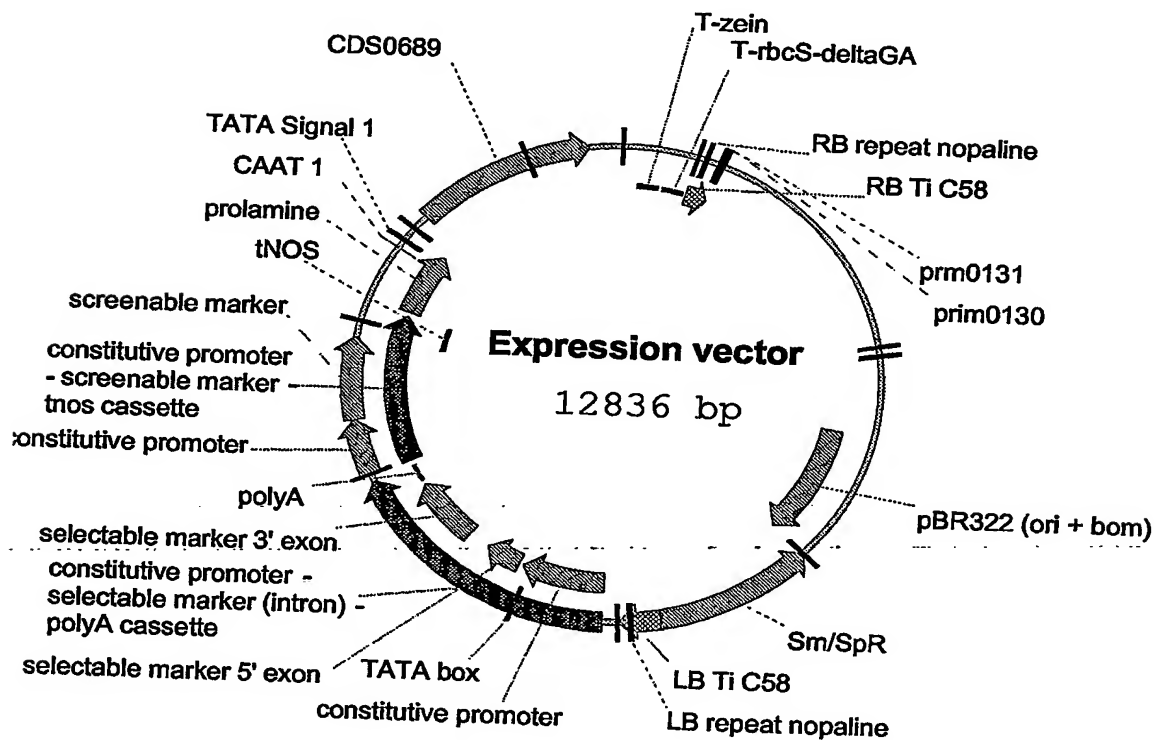 T-zein
T-rbcS-deltaGA
CDS0689
TATA Signal 1
CAAT 1
prolamine
tNOS
RB repeat nopaline
RB Ti C58
prm0131
prim0130
screenable marker
constitutive promoter
- screenable marker -
tnos cassette
onstitutive promoter
polyA
selectable marker 3' exon
constitutive promoter -
selectable marker (intron) -
polyA cassette
selectable marker 5' exon
TATA box
constitutive promoter
Expression vector
12836 bp
pBR322 (ori + bom)
Sm/SpR
LB Ti C58
LB repeat nopaline